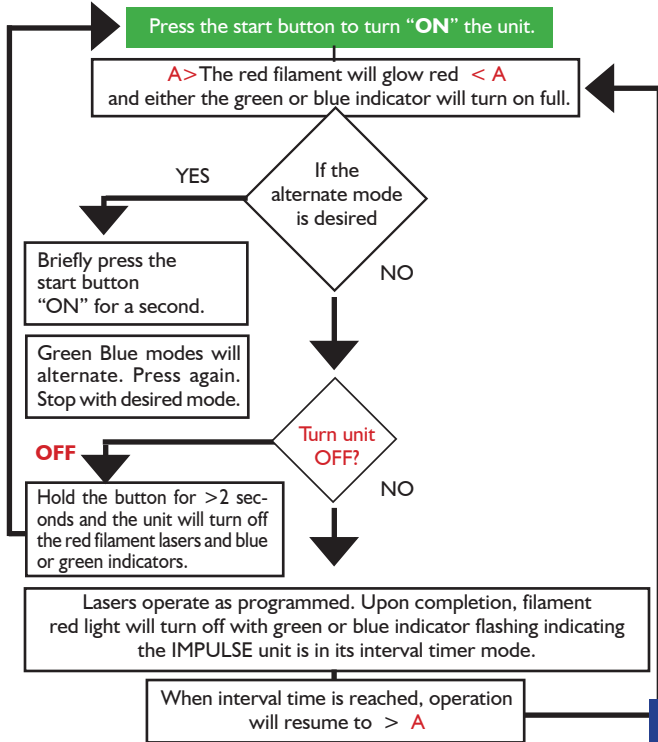 Press the start button to turn “ON” the unit.
A> The red filament will glow red < A
and either the green or blue indicator will turn on full.
If the
alternate mode
is desired
YES
Briefly press the
start button
“ON” for a second.
NO
Green Blue modes will
alternate. Press again.
Stop with desired mode.
Turn unit
OFF?
OFF
NO
Hold the button for >2 sec-
onds and the unit will turn off
the red filament lasers and blue
or green indicators.
Lasers operate as programmed. Upon completion, filament
red light will turn off with green or blue indicator flashing indicating
the IMPULSE unit is in its interval timer mode.
When interval time is reached, operation
will resume to > A